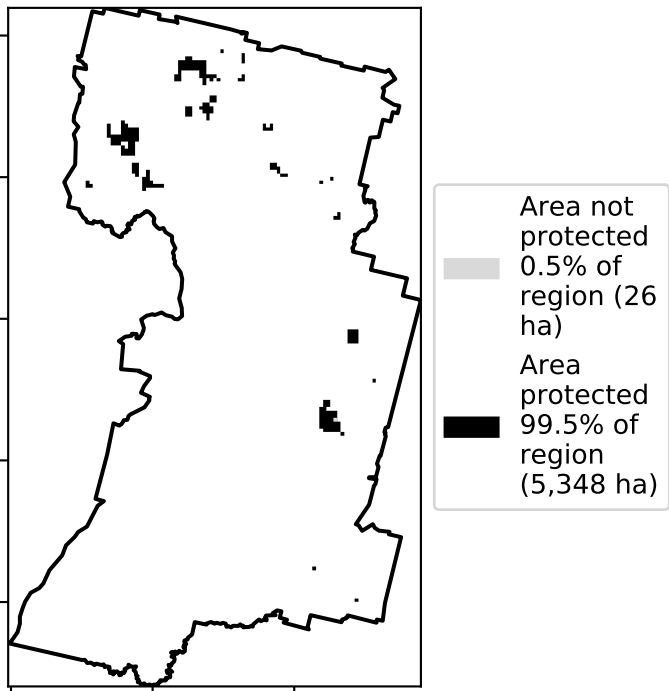 Area not
protected
0.5% of
region (26
ha)
Area
protected
99.5% of
region
(5,348 ha)